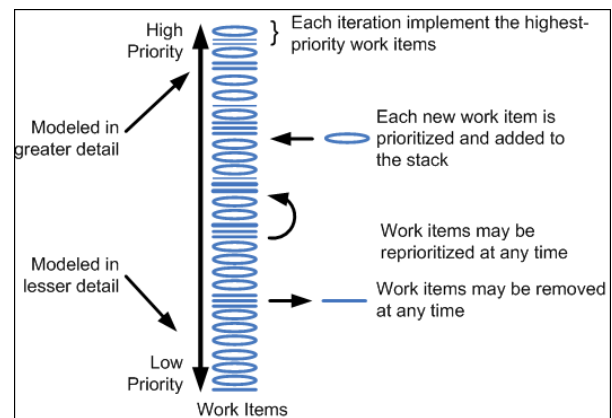 High
Priority
Each iteration implement the highest-
priority work items
Modeled in
greater detail
Each new work item is
prioritized and added to
the stack
Work items may be
reprioritized at any time
Modeled in
lesser detail
Work items may be removed
at any time
Low
Priority
Work Items